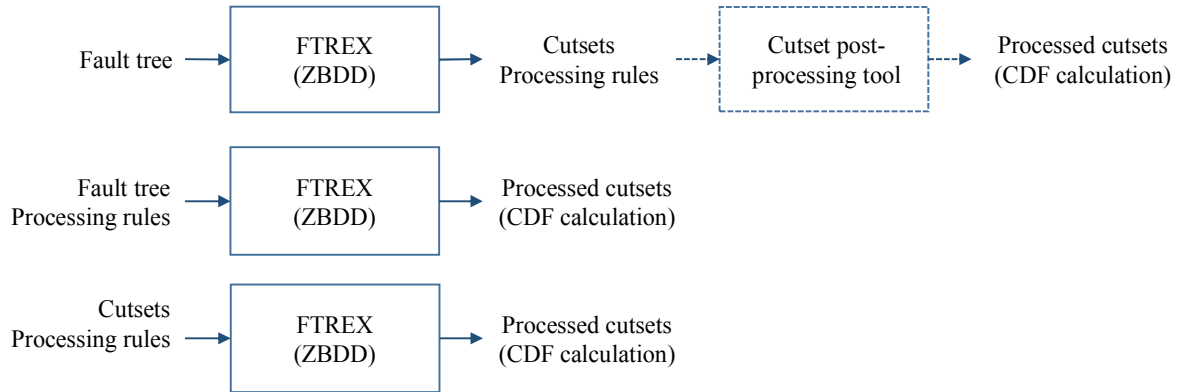 Fault tree
FTREX
(ZBDD)
Cutsets
Processing rules
Cutset post-
processing tool
Processed cutsets
(CDF calculation)
Fault tree
Processing rules
FTREX
(ZBDD)
Processed cutsets
(CDF calculation)
Cutsets
Processing rules
FTREX
(ZBDD)
Processed cutsets
(CDF calculation)